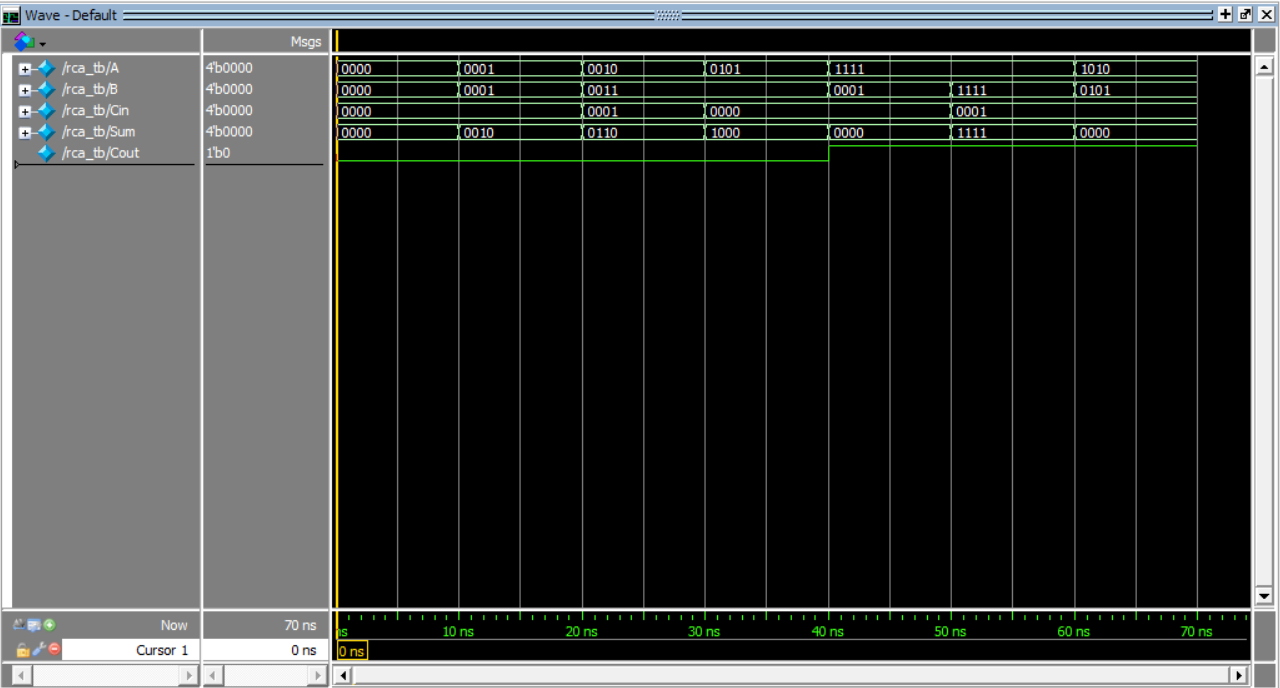 Wave - Default
Msgs
/rca_tb/A 4'b0000 0000 0001 0010 0101 1111 1010
/rca_tb/B 4'b0000 0000 0001 0011 0001 1111 0101
/rca_tb/Cin 4'b0000 0000 0001 0000 0001
/rca_tb/Sum 4'b0000 0000 0010 0110 1000 0000 1111 0000
/rca_tb/Cout 1'b0
Now 70 ns ns 10 ns 20 ns 30 ns 40 ns 50 ns 60 ns 70 ns
Cursor 1 0 ns 0 ns